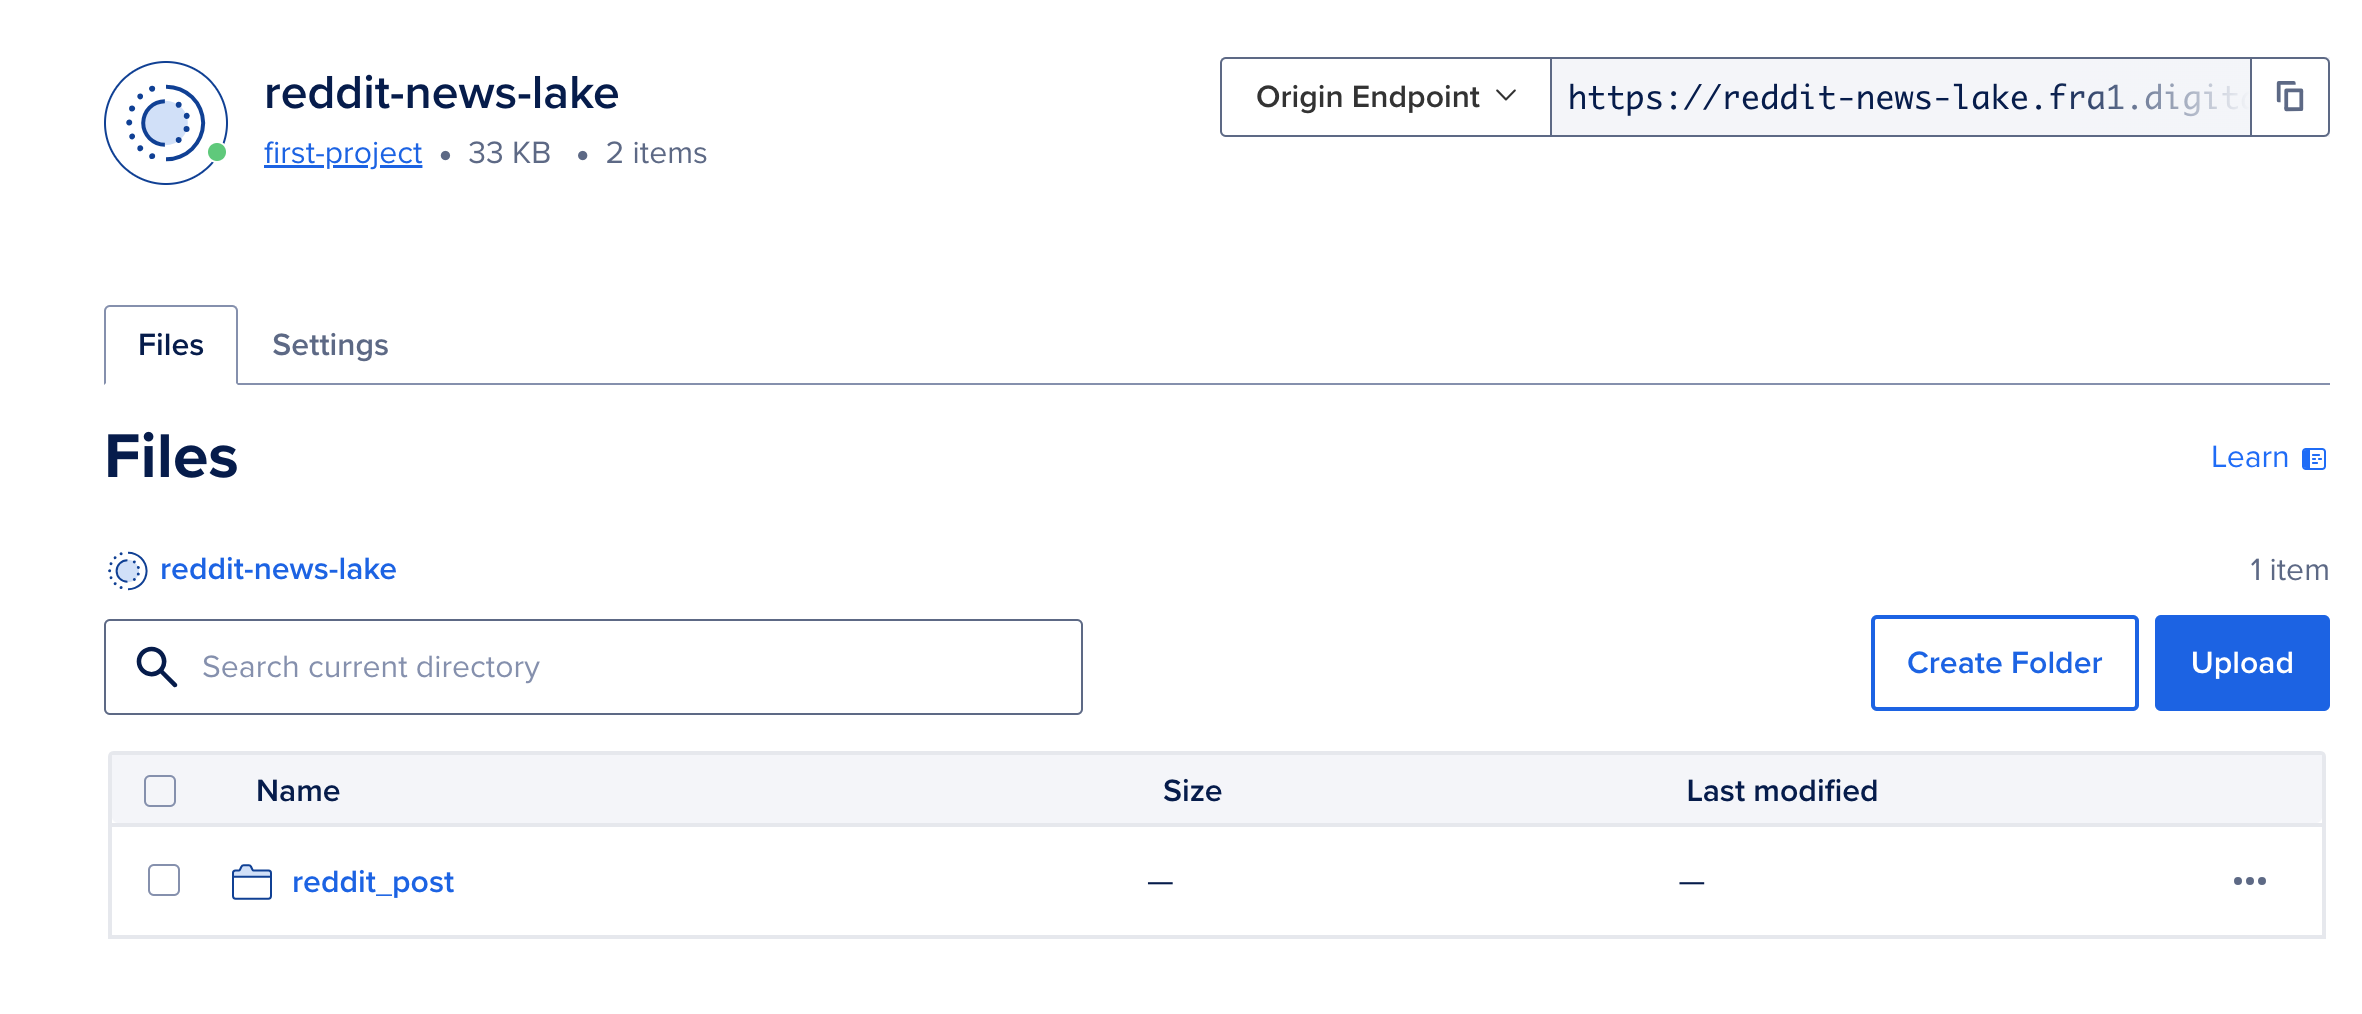 reddit-news-lake
first-project • 33 KB • 2 items
Origin Endpoint
https://reddit-news-lake.fra1.digit
Files
Settings
Files
Learn
reddit-news-lake
1 item
Search current directory
Create Folder
Upload
Name Size Last modified
reddit_post — —